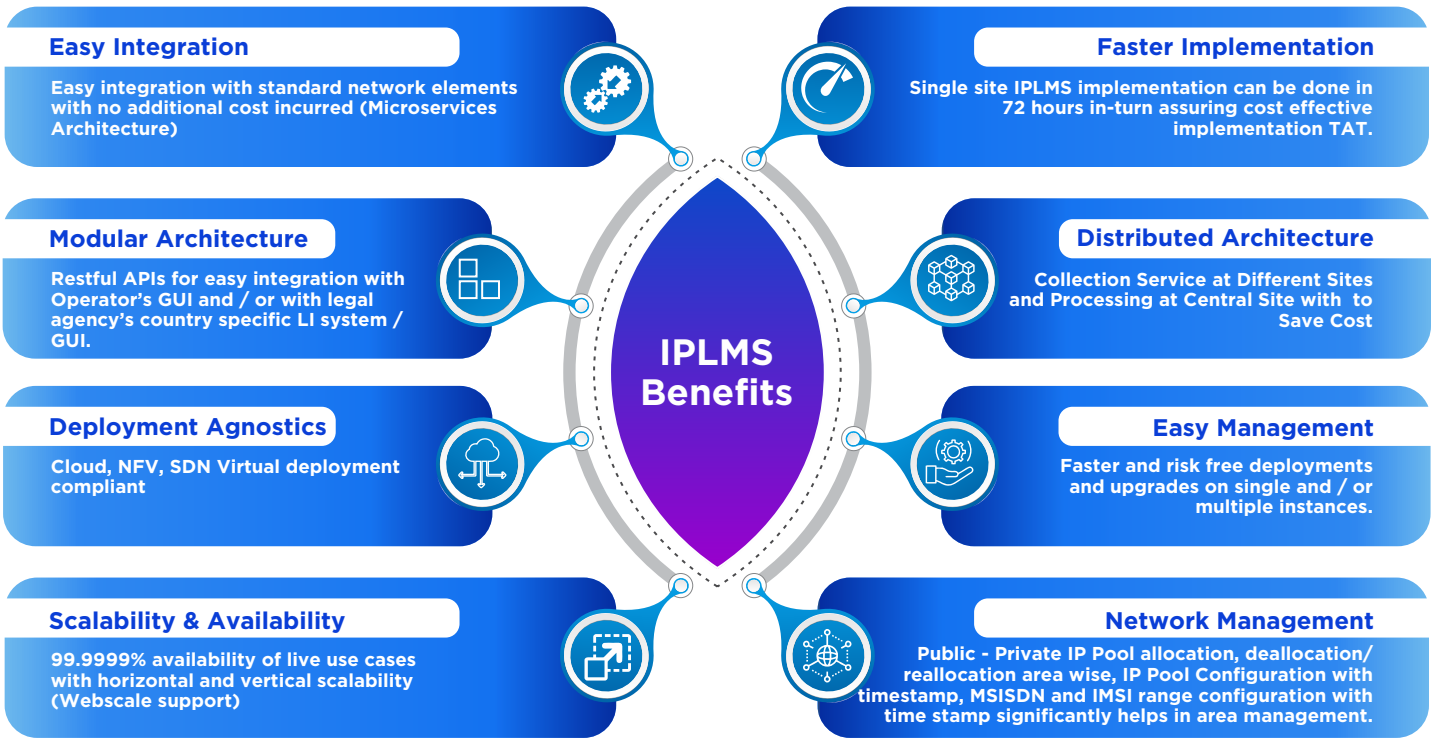 Easy Integration
Easy integration with standard network elements
with no additional cost incurred (Microservices
Architecture)
Faster Implementation
Single site IPLMS implementation can be done in
72 hours in-turn assuring cost effective
implementation TAT.
Modular Architecture
Restful APIs for easy integration with
Operator’s GUI and / or with legal
agency’s country specific LI system /
GUI.
Distributed Architecture
Collection Service at Different Sites
and Processing at Central Site with  to
Save Cost
IPLMS
Benefits
Deployment Agnostics
Cloud, NFV, SDN Virtual deployment
compliant
Easy Management
Faster and risk free deployments
and upgrades on single and / or
multiple instances.
Scalability & Availability
99.9999% availability of live use cases
with horizontal and vertical scalability
(Webscale support)
Network Management
Public - Private IP Pool allocation, deallocation/
reallocation area wise, IP Pool Configuration with
timestamp, MSISDN and IMSI range configuration with
time stamp significantly helps in area management.